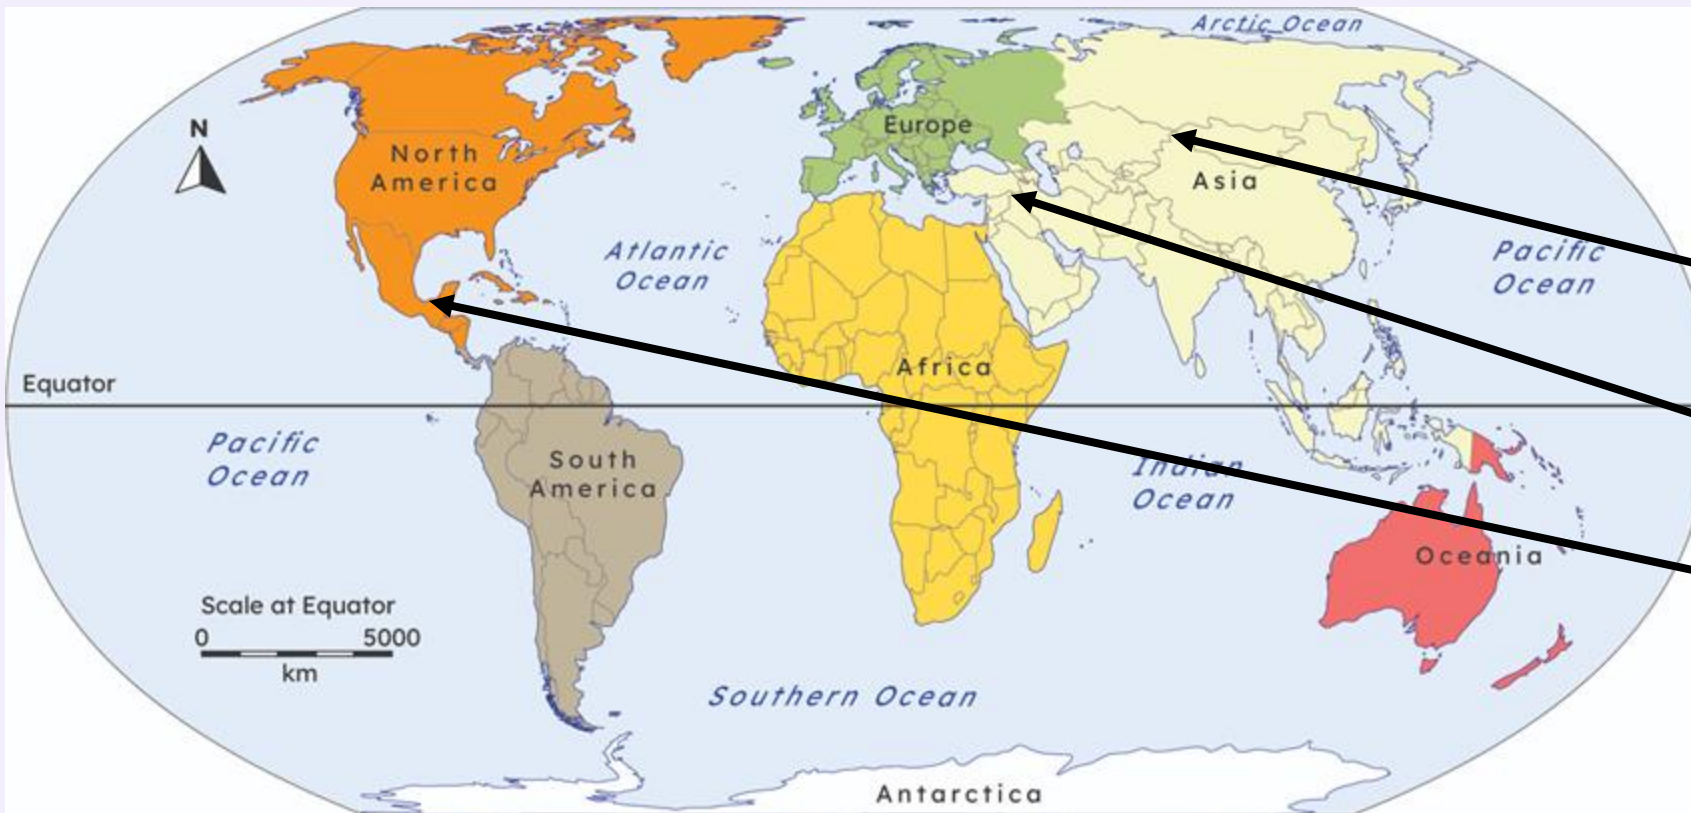 Arctic Ocean
N
Europe
North
America
Asia
Atlantic
Ocean
Pacific
Ocean
Africa
Equator
Pacific
Ocean
South
America
Indian
Ocean
Oceania
Scale at Equator
0 5000
km
Southern Ocean
Antarctica